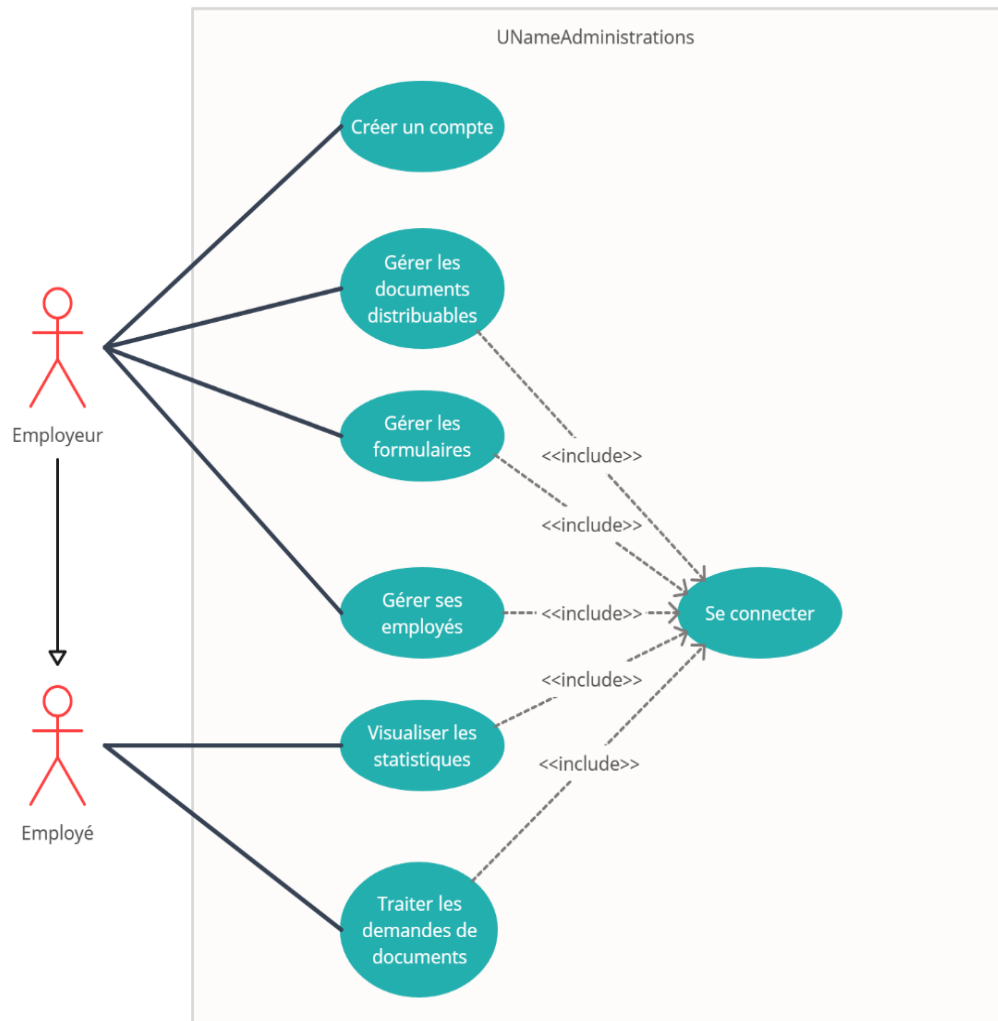 UNameAdministrations
Créer un compte
Gérer les
documents
distribuables
Gérer les
formulaires
Employeur
<<include>>
<<include>>
Gérer ses
employés
<<include>>
Se connecter
<<include>>
Visualiser les
statistiques
<<include>>
Employé
Traiter les
demandes de
documents